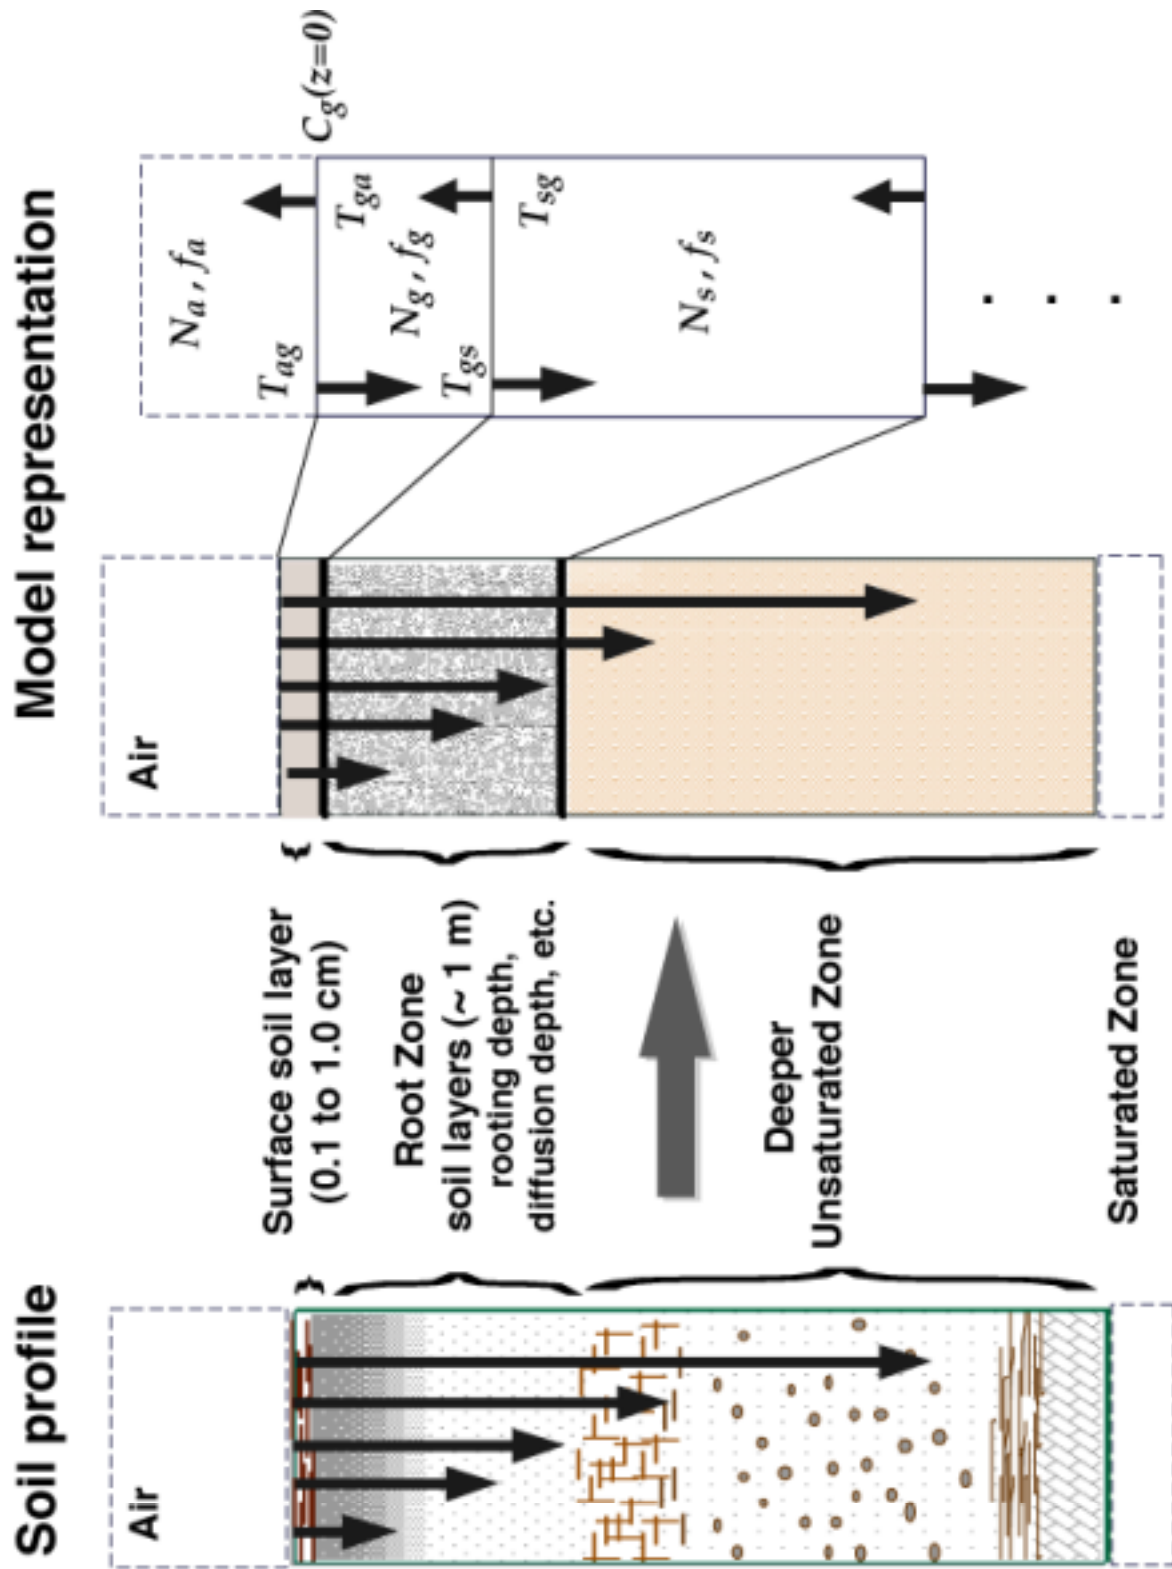 Soil profile
Model representation
Air
Surface soil layer
(0.1 to 1.0 cm)
Root Zone
soil layers (~ 1 m)
rooting depth,
diffusion depth, etc.
Deeper
Unsaturated Zone
Saturated Zone
Air
N_a, f_a
T_ag
C_g(z=0)
T_ga
N_g, f_g
T_gs
T_sg
N_s, f_s
. . .